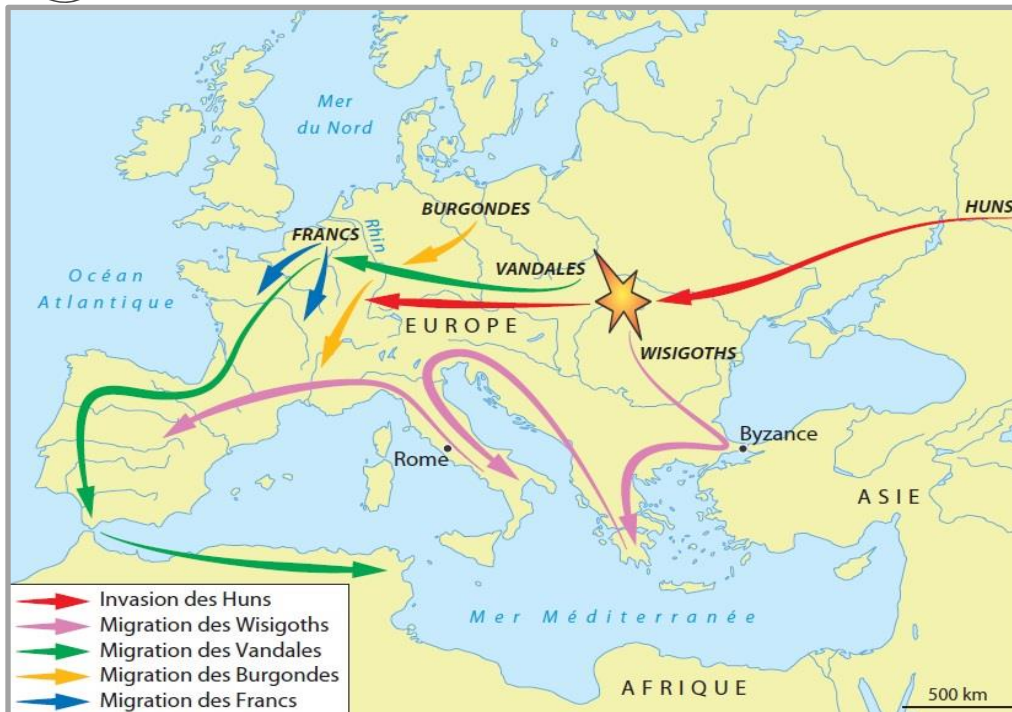 Mer
du Nord
HUNS
BURGONDES
Rhin
FRANCS
VANDALES
Océan
Atlantique
EUROPE
WISIGOTHS
Byzance
Rome
ASIE
Invasion des Huns
Migration des Wisigoths
Migration des Vandales
Migration des Burgondes
Migration des Francs
Mer Méditerranée
AFRIQUE
500 km